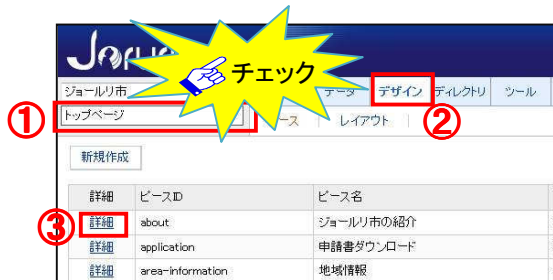 チェック
ジョールリ市
データ デザイン ディレクトリ ツール
① トップページ
レイアウト ②
新規作成
詳細 ピースID ピース名
③ 詳細 about ジョールリ市の紹介
詳細 application 申請書ダウンロード
詳細 area-information 地域情報